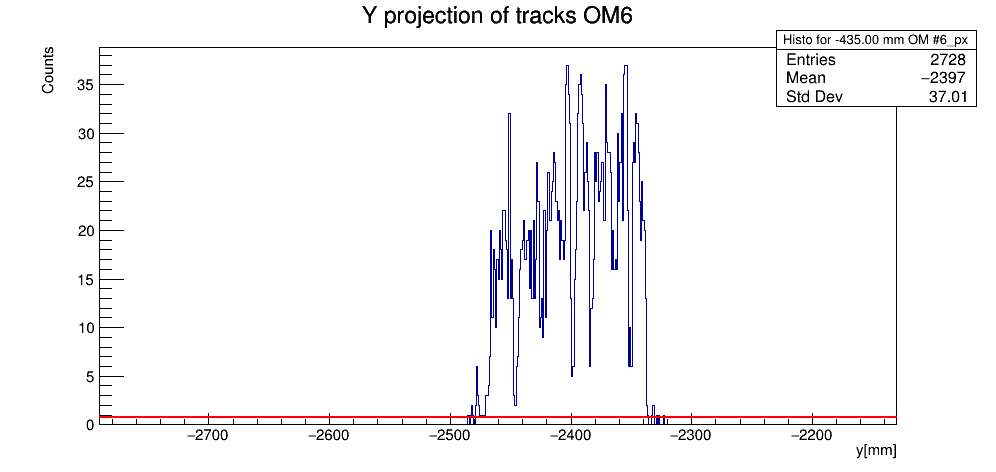 Y projection of tracks OM6
Histo for -435.00 mm OM #6_px
Entries 2728
Mean −2397
Std Dev 37.01
Counts
35
30
25
20
15
10
5
0
−2700 −2600 −2500 −2400 −2300 −2200
y[mm]